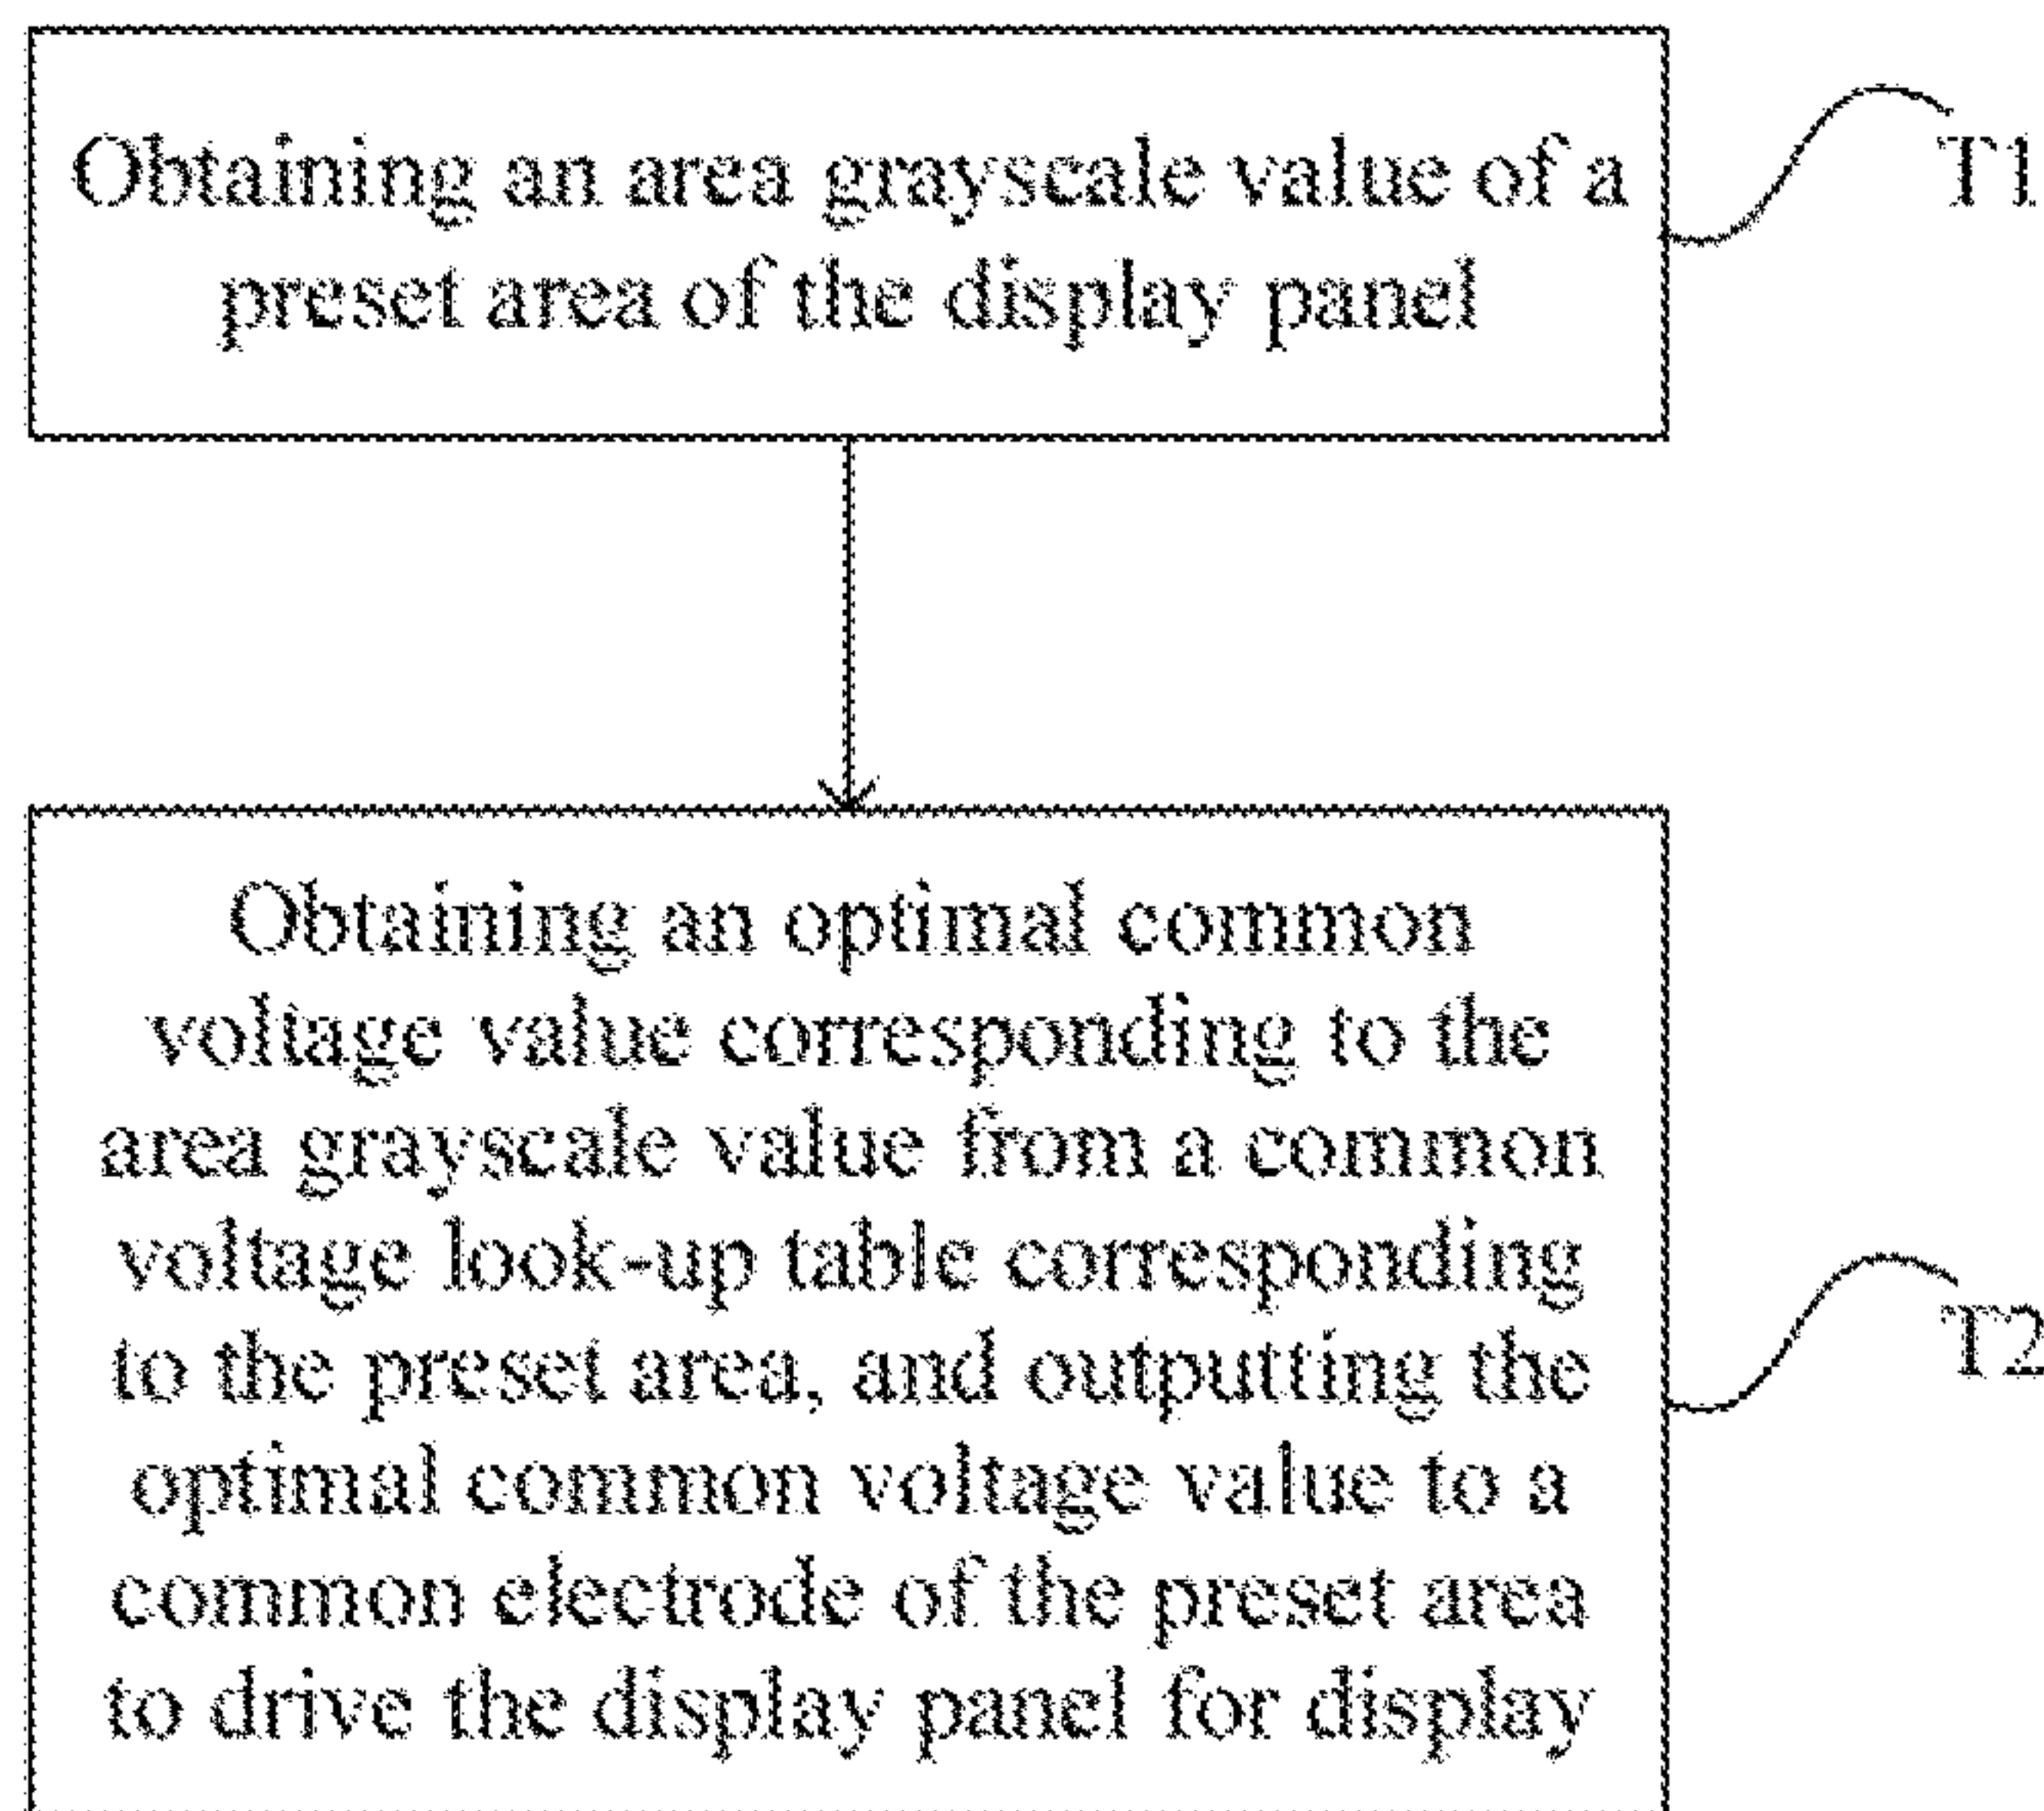 Obtaining an area grayscale value of a
preset area of the display panel
T1
Obtaining an optimal common
voltage value corresponding to the
area grayscale value from a common
voltage look-up table corresponding
to the preset area, and outputting the
optimal common voltage value to a
common electrode of the preset area
to drive the display panel for display
T2